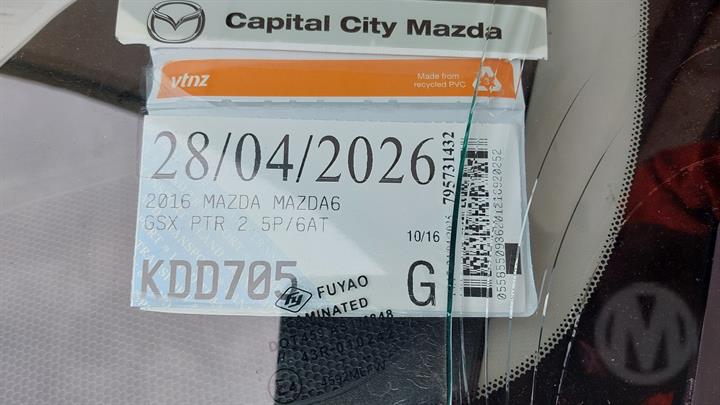 Capital City Mazda
vtnz
Made from
recycled PVC
28/04/2026
795731432
2016 MAZDA MAZDA6
GSX PTR 2.5P/6AT
10/16
KDD705
G
FUYAO